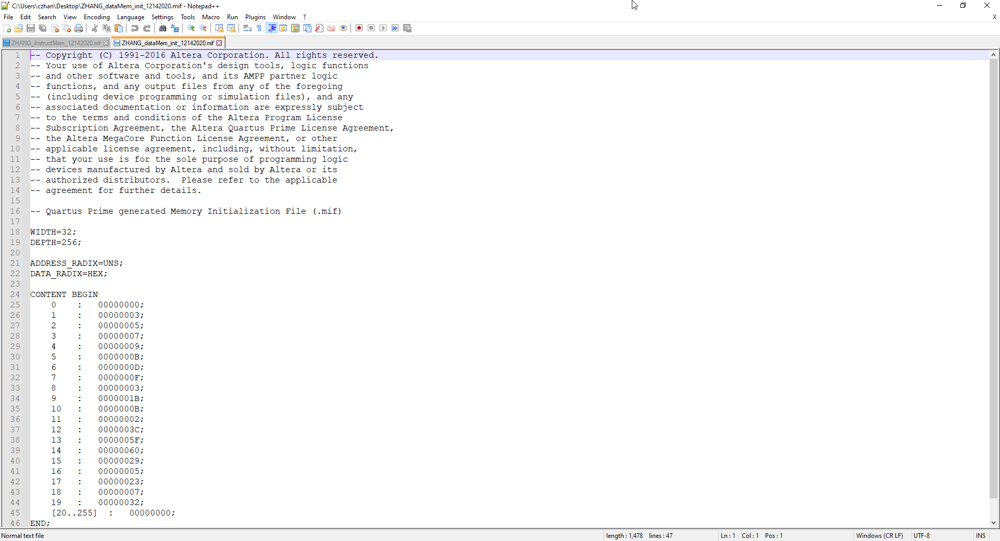 C:\Users\czhan\Desktop\ZHANG_dataMem_init_12142020.mif - Notepad++
File Edit Search View Encoding Language Settings Tools Macro Run Plugins Window ? X
ZHANG_InstructMem_12142020.mif ZHANG_dataMem_init_12142020.mif
1 -- Copyright (C) 1991-2016 Altera Corporation. All rights reserved.
2 -- Your use of Altera Corporation's design tools, logic functions
3 -- and other software and tools, and its AMPP partner logic
4 -- functions, and any output files from any of the foregoing
5 -- (including device programming or simulation files), and any
6 -- associated documentation or information are expressly subject
7 -- to the terms and conditions of the Altera Program License
8 -- Subscription Agreement, the Altera Quartus Prime License Agreement,
9 -- the Altera MegaCore Function License Agreement, or other
10 -- applicable license agreement, including, without limitation,
11 -- that your use is for the sole purpose of programming logic
12 -- devices manufactured by Altera and sold by Altera or its
13 -- authorized distributors.  Please refer to the applicable
14 -- agreement for further details.
15
16 -- Quartus Prime generated Memory Initialization File (.mif)
17
18 WIDTH=32;
19 DEPTH=256;
20
21 ADDRESS_RADIX=UNS;
22 DATA_RADIX=HEX;
23
24 CONTENT BEGIN
25 0 : 00000000;
26 1 : 00000003;
27 2 : 00000005;
28 3 : 00000007;
29 4 : 00000009;
30 5 : 0000000B;
31 6 : 0000000D;
32 7 : 0000000F;
33 8 : 00000003;
34 9 : 0000001B;
35 10 : 0000000B;
36 11 : 00000002;
37 12 : 0000003C;
38 13 : 0000005F;
39 14 : 00000060;
40 15 : 00000029;
41 16 : 00000005;
42 17 : 00000023;
43 18 : 00000007;
44 19 : 00000032;
45 [20..255] : 00000000;
46 END;
Normal text file length : 1,478 lines : 47 Ln : 1 Col : 1 Pos : 1 Windows (CR LF) UTF-8 INS